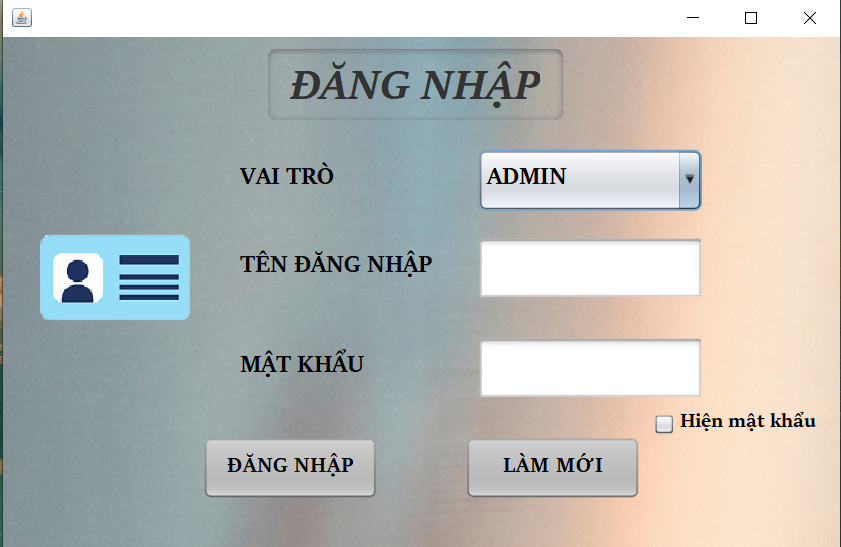 ĐĂNG NHẬP
VAI TRÒ
ADMIN
TÊN ĐĂNG NHẬP
MẬT KHẨU
Hiện mật khẩu
ĐĂNG NHẬP
LÀM MỚI